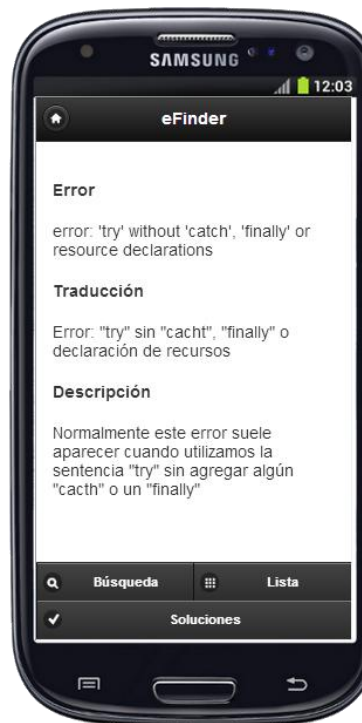 SAMSUNG
12:03
eFinder
Error
error: 'try' without 'catch', 'finally' or
resource declarations
Traducción
Error: "try" sin "cacht", "finally" o
declaración de recursos
Descripción
Normalmente este error suele
aparecer cuando utilizamos la
sentencia "try" sin agregar algún
"cacth" o un "finally"
Búsqueda
Lista
Soluciones